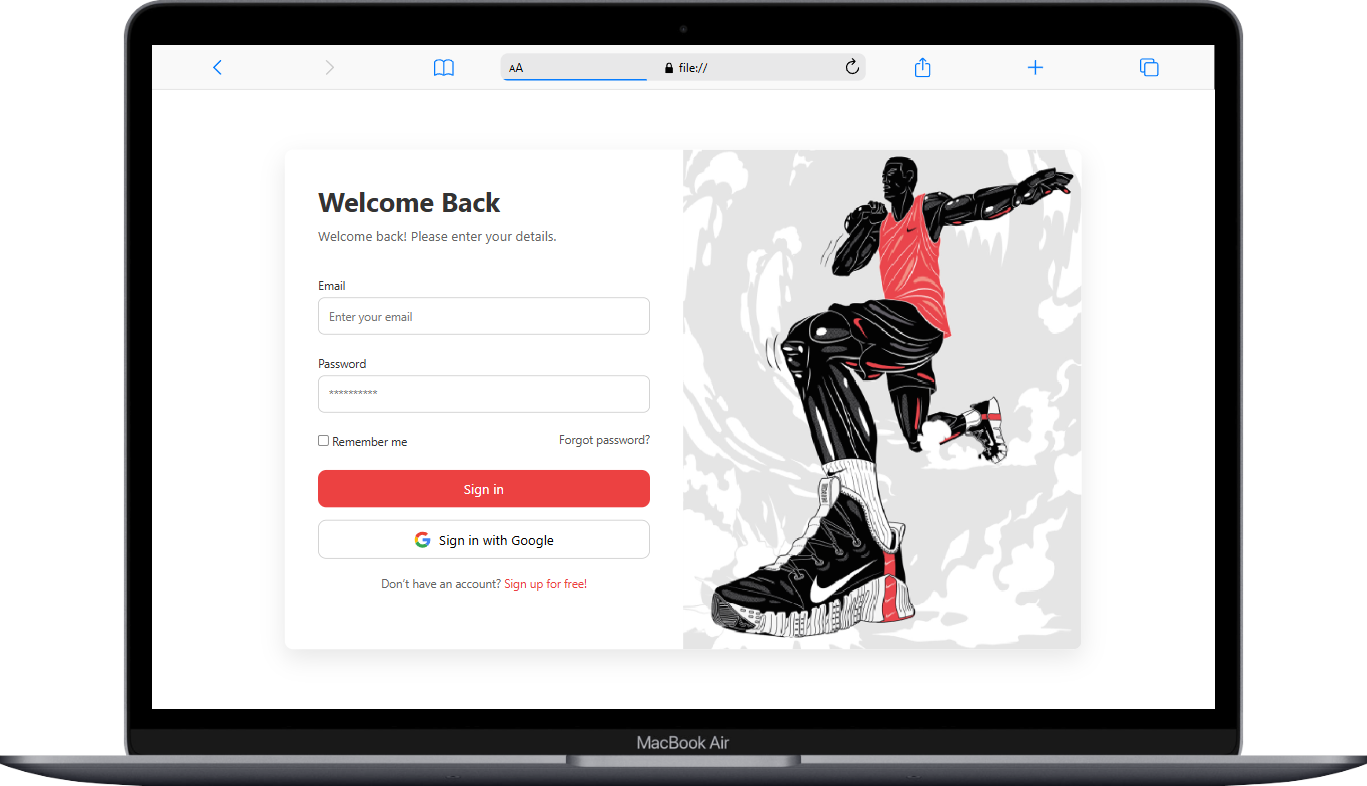 AA
file://
Welcome Back
Welcome back! Please enter your details.
Email
Enter your email
Password
**********
Remember me
Forgot password?
Sign in
Sign in with Google
Don't have an account? Sign up for free!
MacBook Air